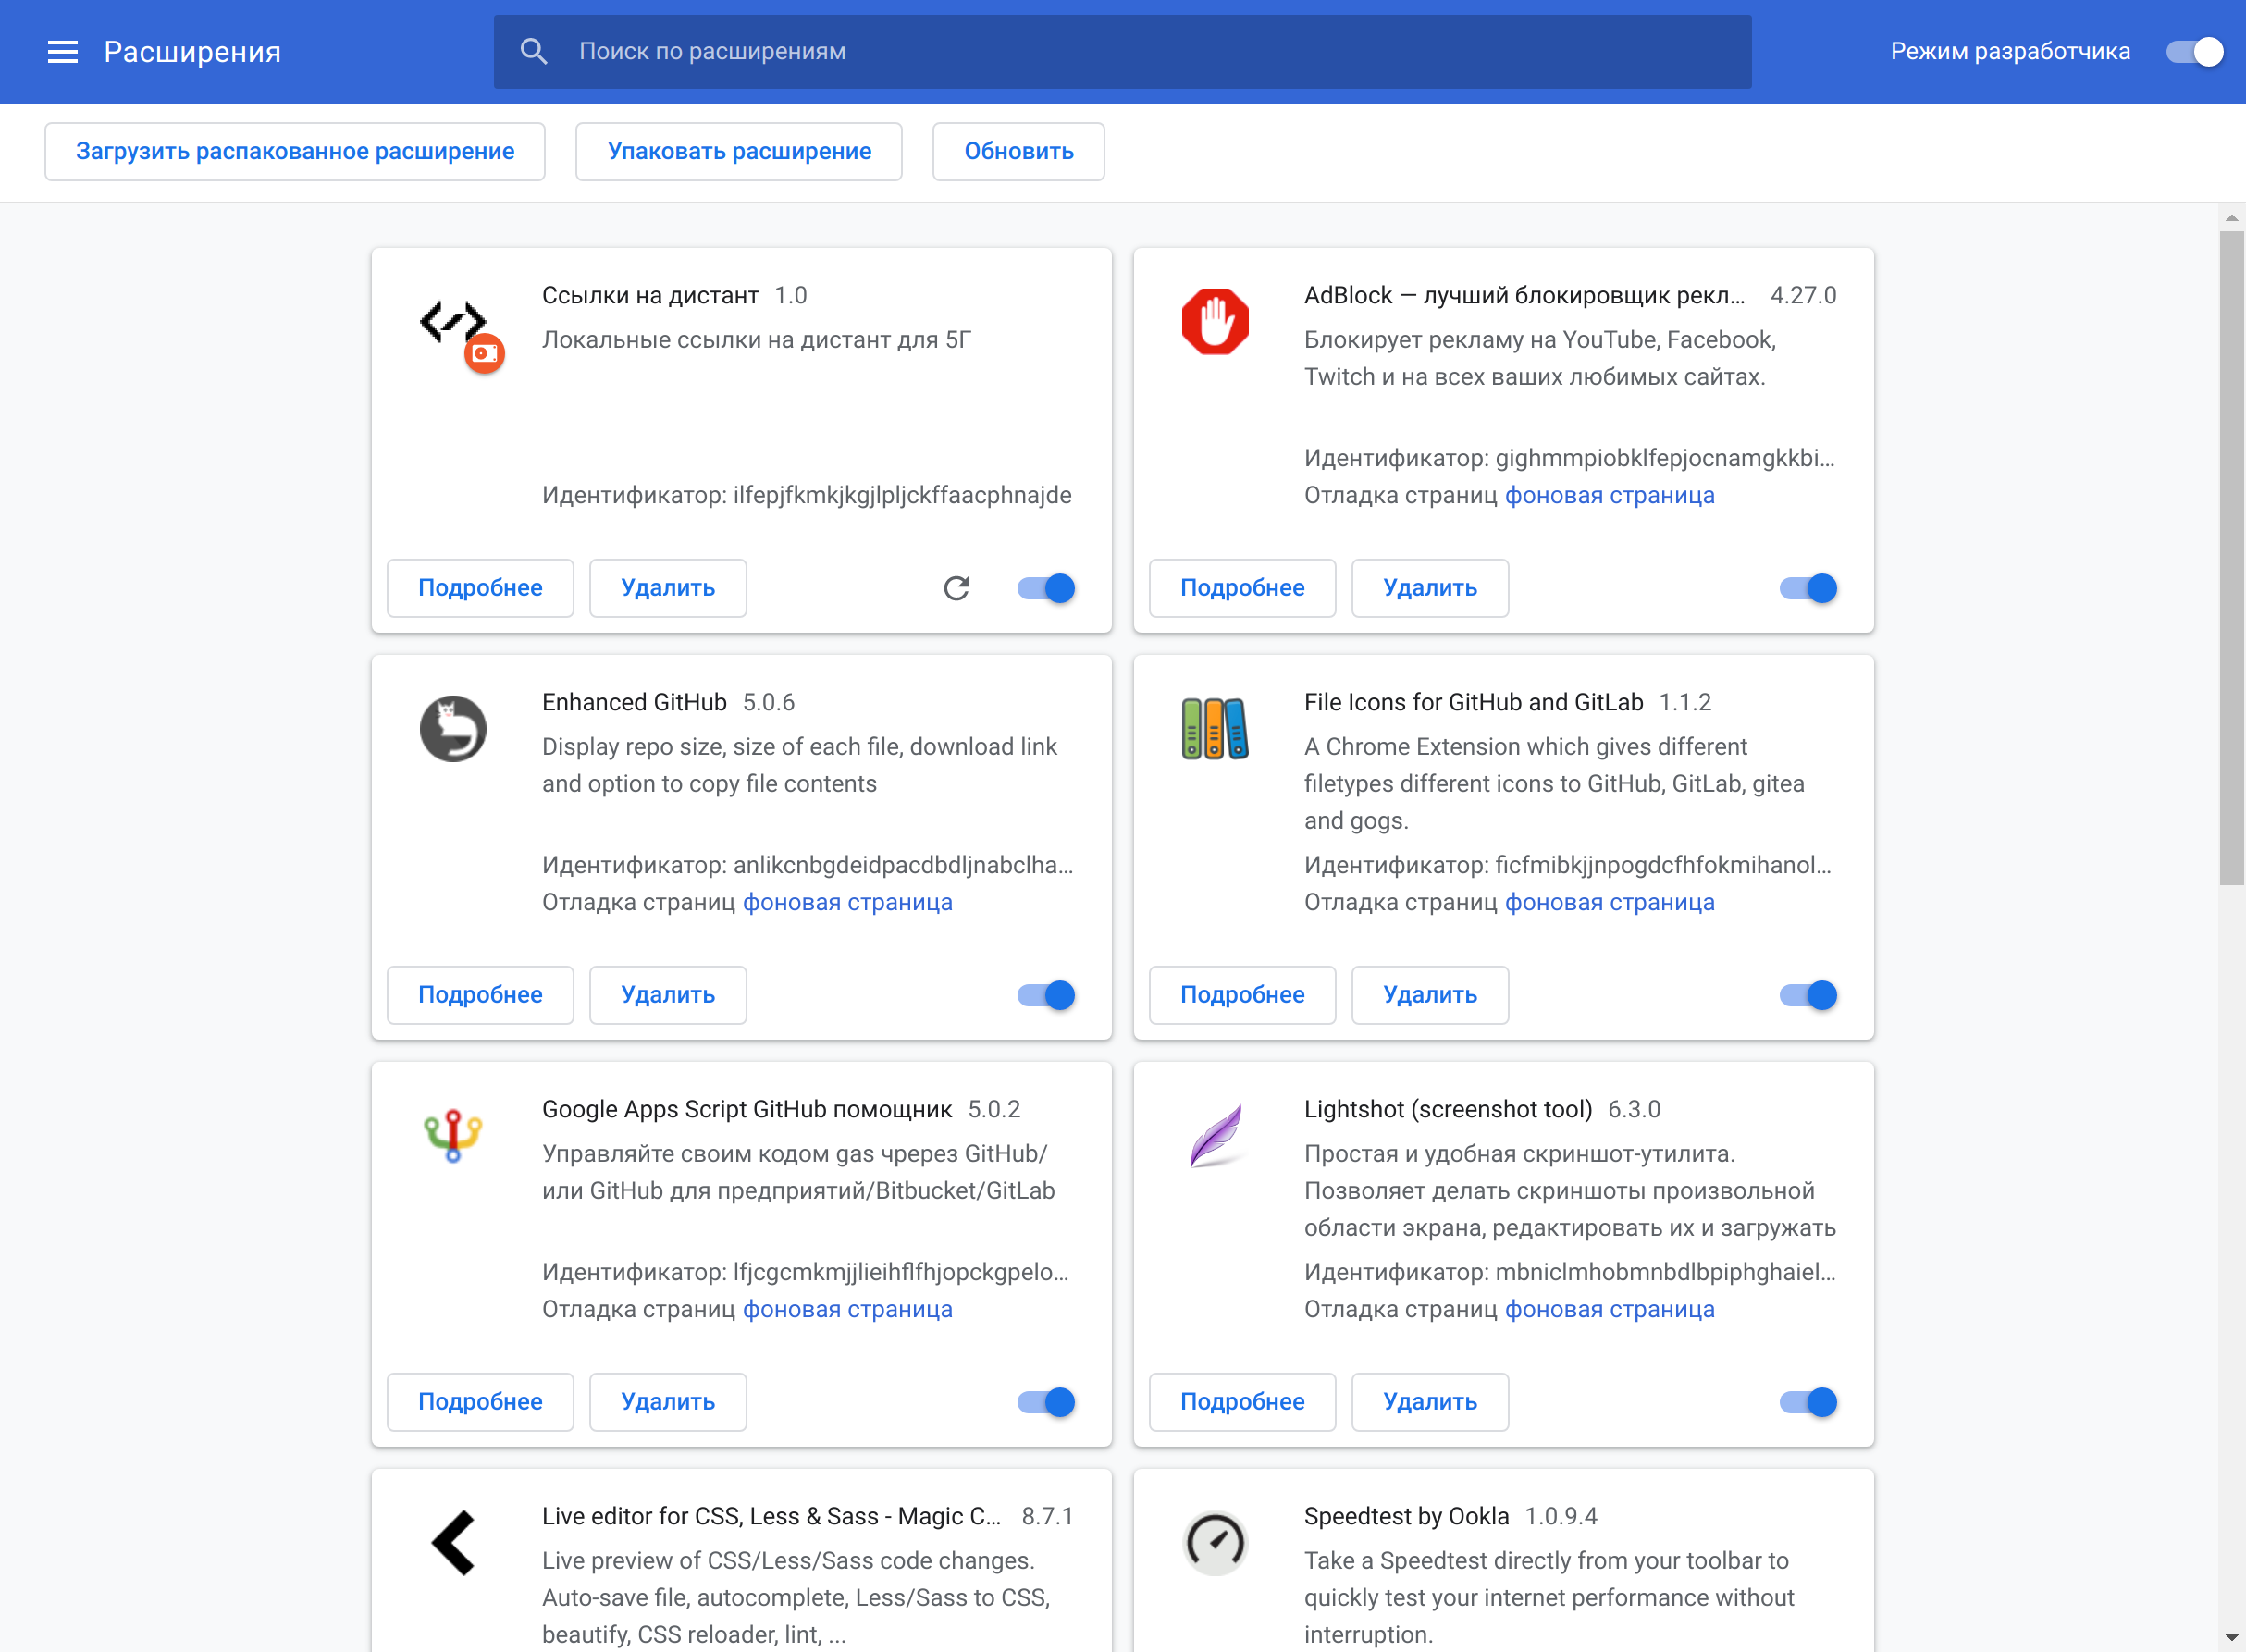 Расширения
Поиск по расширениям
Режим разработчика
Загрузить распакованное расширение
Упаковать расширение
Обновить
Ссылки на дистант 1.0
Локальные ссылки на дистант для 5Г
Идентификатор: ilfepjfkmkjkgjlpljckffaacphnajde
Подробнее
Удалить
AdBlock — лучший блокировщик рекл... 4.27.0
Блокирует рекламу на YouTube, Facebook,
Twitch и на всех ваших любимых сайтах.
Идентификатор: gighmmpiobklfepjocnamgkkbi...
Отладка страниц фоновая страница
Подробнее
Удалить
Enhanced GitHub 5.0.6
Display repo size, size of each file, download link
and option to copy file contents
Идентификатор: anlikcnbgdeidpacdbdljnabclha...
Отладка страниц фоновая страница
Подробнее
Удалить
File Icons for GitHub and GitLab 1.1.2
A Chrome Extension which gives different
filetypes different icons to GitHub, GitLab, gitea
and gogs.
Идентификатор: ficfmibkjjnpogdcfhfokmihanol...
Отладка страниц фоновая страница
Подробнее
Удалить
Google Apps Script GitHub помощник 5.0.2
Управляйте своим кодом gas чререз GitHub/
или GitHub для предприятий/Bitbucket/GitLab
Идентификатор: lfjcgcmkmjjlieihflfhjopckgpelo...
Отладка страниц фоновая страница
Подробнее
Удалить
Lightshot (screenshot tool) 6.3.0
Простая и удобная скриншот-утилита.
Позволяет делать скриншоты произвольной
области экрана, редактировать их и загружать
Идентификатор: mbniclmhobmnbdlbpiphghaiel...
Отладка страниц фоновая страница
Подробнее
Удалить
Live editor for CSS, Less & Sass - Magic C... 8.7.1
Live preview of CSS/Less/Sass code changes.
Auto-save file, autocomplete, Less/Sass to CSS,
beautify, CSS reloader, lint, ...
Speedtest by Ookla 1.0.9.4
Take a Speedtest directly from your toolbar to
quickly test your internet performance without
interruption.